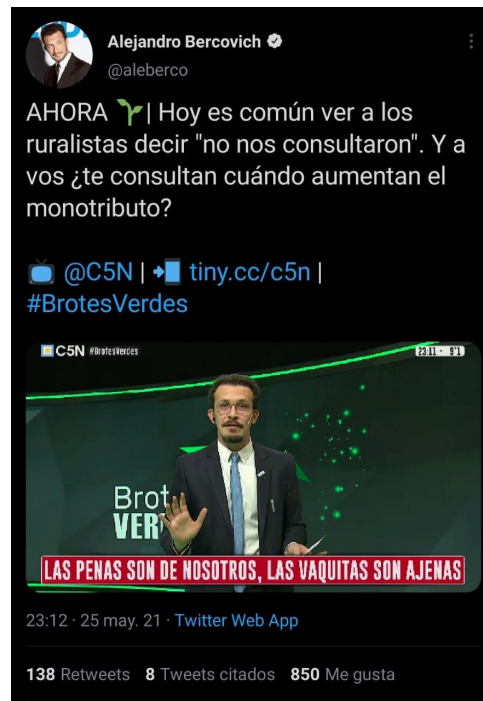 Alejandro Bercovich
@aleberco
AHORA 🌱| Hoy es común ver a los
ruralistas decir "no nos consultaron". Y a
vos ¿te consultan cuándo aumentan el
monotributo?
📺 @C5N | 📲 tiny.cc/c5n |
#BrotesVerdes
C5N #BrotesVerdes
23:11 · 9°1
Brot
VER
LAS PENAS SON DE NOSOTROS, LAS VAQUITAS SON AJENAS
23:12 · 25 may. 21 · Twitter Web App
138 Retweets 8 Tweets citados 850 Me gusta